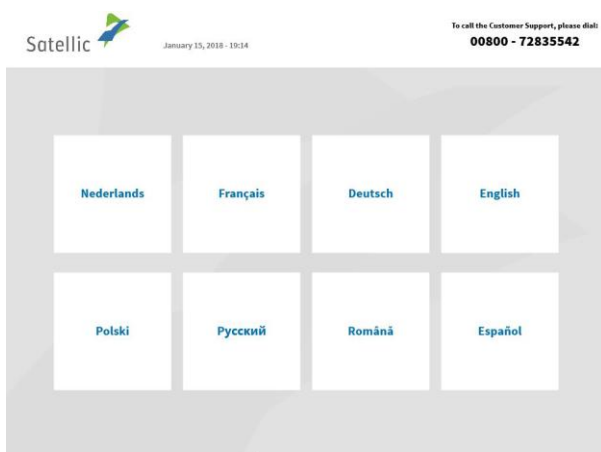 Satellic
January 15, 2018 - 19:14
To call the Customer Support, please dial:
00800 - 72835542
Nederlands
Français
Deutsch
English
Polski
Русский
Română
Español